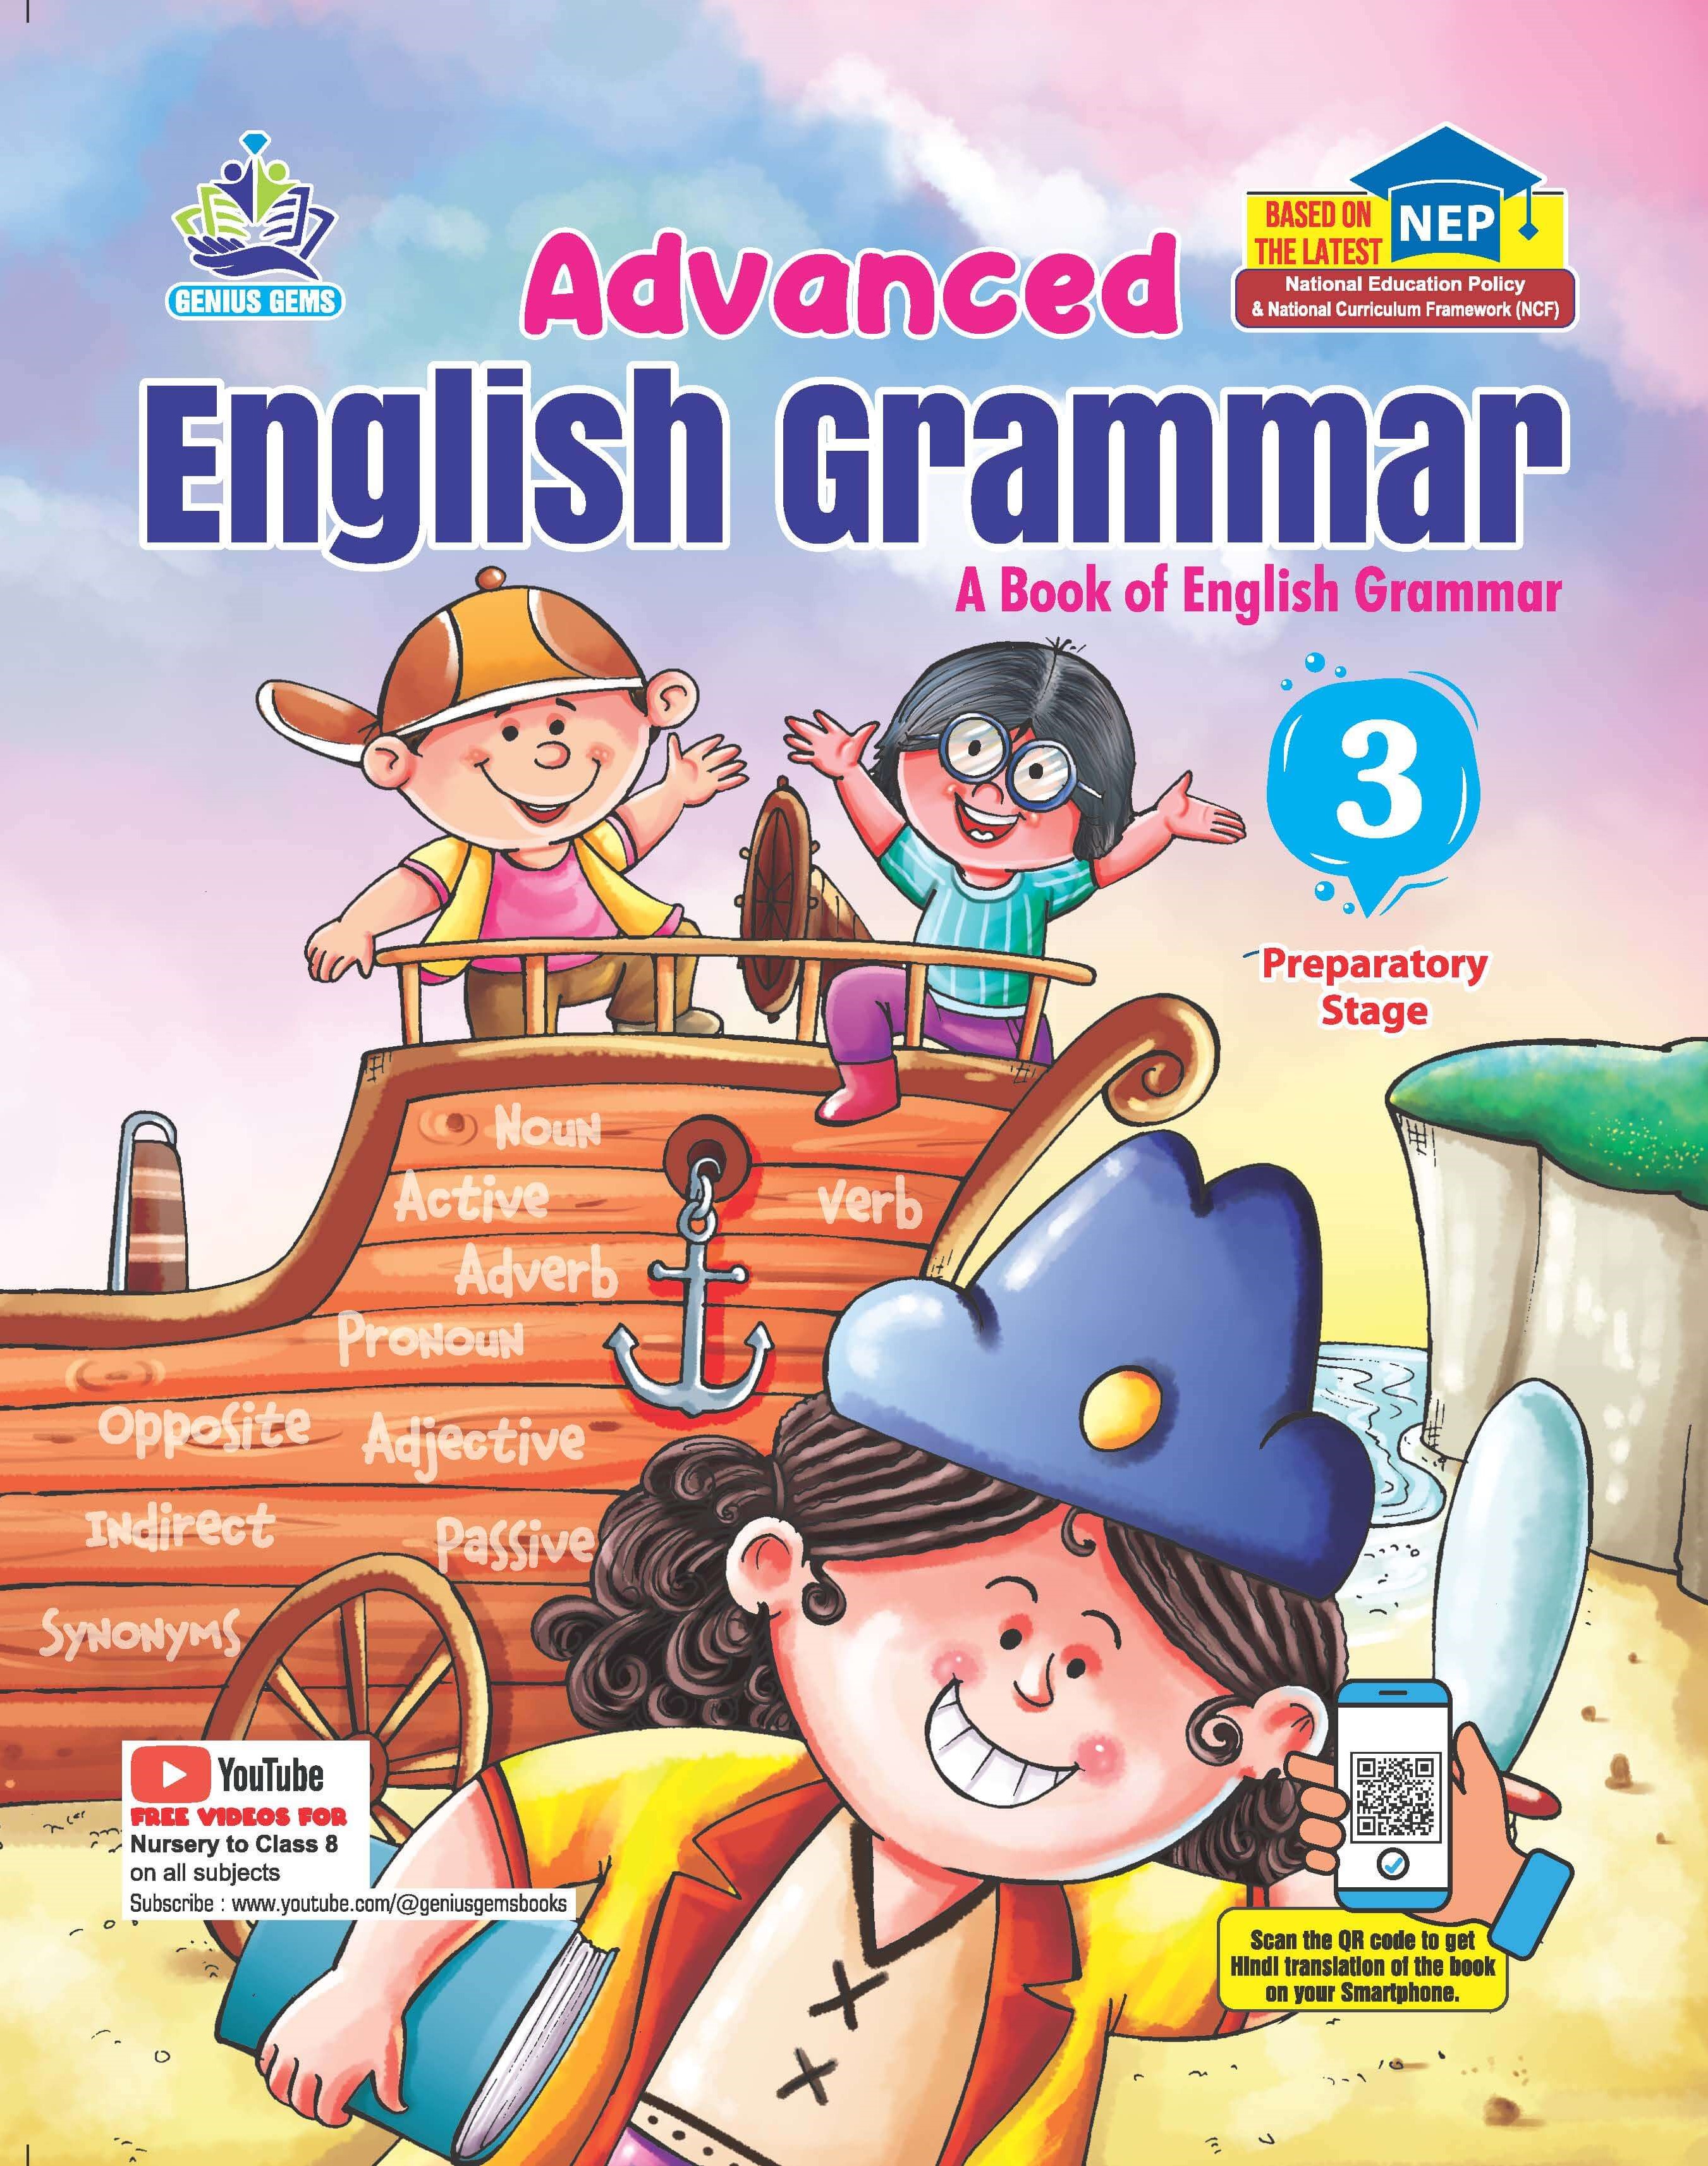 GENIUS GEMS
BASED ON
THE LATEST
NEP
National Education Policy
& National Curriculum Framework (NCF)
Advanced
English Grammar
A Book of English Grammar
3
Preparatory
Stage
Noun
Active
Verb
Adverb
Pronoun
Opposite
Adjective
Indirect
Passive
Synonyms
YouTube
FREE VIDEOS FOR
Nursery to Class 8
on all subjects
Subscribe : www.youtube.com/@geniusgemsbooks
Scan the QR code to get
Hindi translation of the book
on your Smartphone.